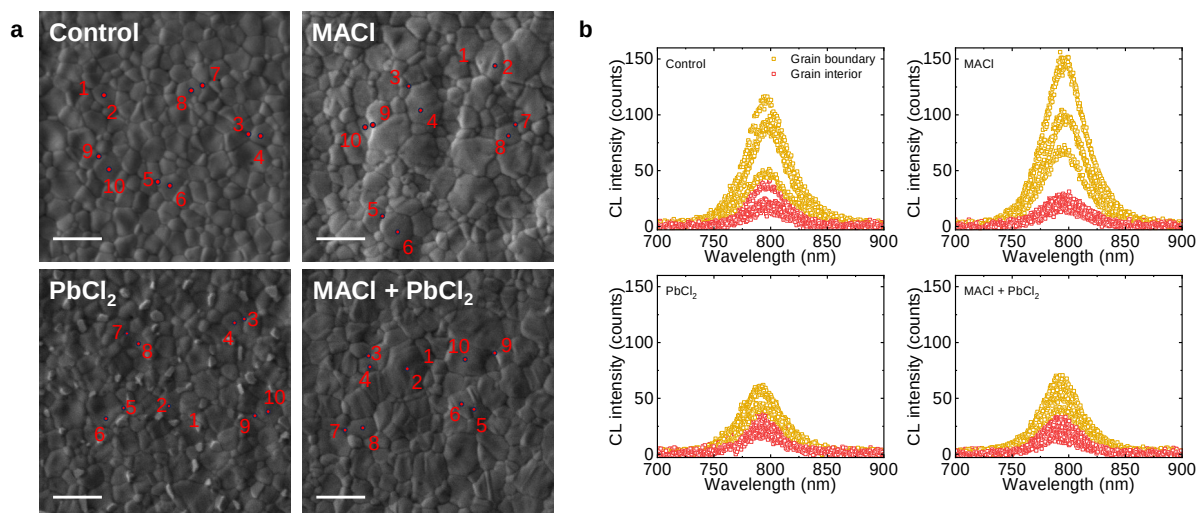 a
Control
1
2
7
8
3
4
9
10
5
6
MACl
1
2
3
4
9
10
7
8
5
6
PbCl₂
7
8
3
4
5
6
2
1
10
9
MACl + PbCl₂
3
4
1
2
10
9
6
5
7
8
b
CL intensity (counts)
150
100
50
0
Control
Grain boundary
Grain interior
700 750 800 850 900
Wavelength (nm)
CL intensity (counts)
150
100
50
0
MACl
700 750 800 850 900
Wavelength (nm)
CL intensity (counts)
150
100
50
0
PbCl₂
700 750 800 850 900
Wavelength (nm)
CL intensity (counts)
150
100
50
0
MACl + PbCl₂
700 750 800 850 900
Wavelength (nm)